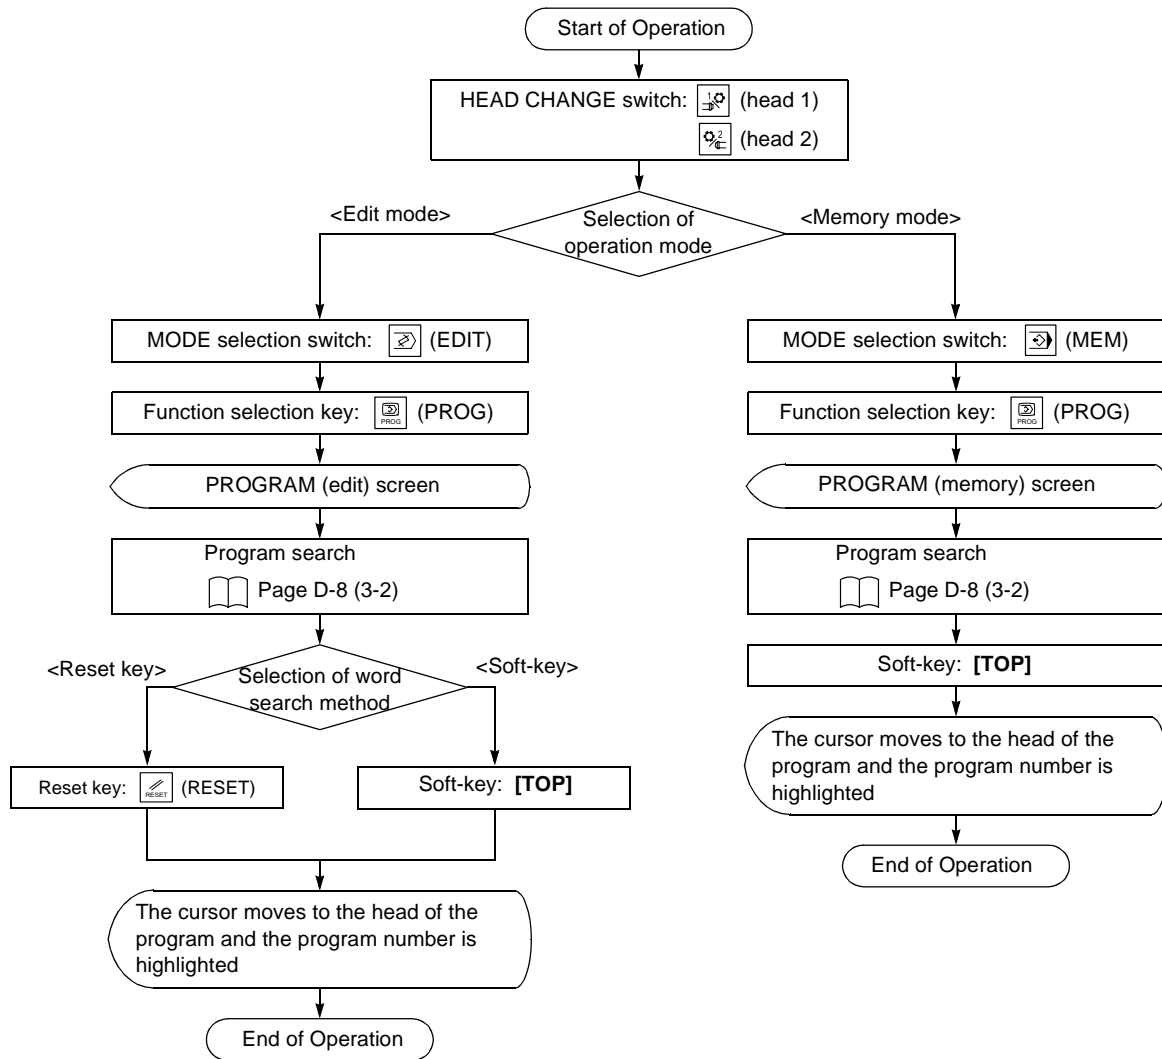 Start of Operation
HEAD CHANGE switch: 1 (head 1)
2 (head 2)
<Edit mode>
Selection of
operation mode
<Memory mode>
MODE selection switch: (EDIT)
Function selection key: PROG (PROG)
PROGRAM (edit) screen
Program search
Page D-8 (3-2)
<Reset key>
Selection of word
search method
<Soft-key>
Reset key: RESET (RESET)
Soft-key: [TOP]
The cursor moves to the head of the
program and the program number is
highlighted
End of Operation
MODE selection switch: (MEM)
Function selection key: PROG (PROG)
PROGRAM (memory) screen
Program search
Page D-8 (3-2)
Soft-key: [TOP]
The cursor moves to the head of the
program and the program number is
highlighted
End of Operation